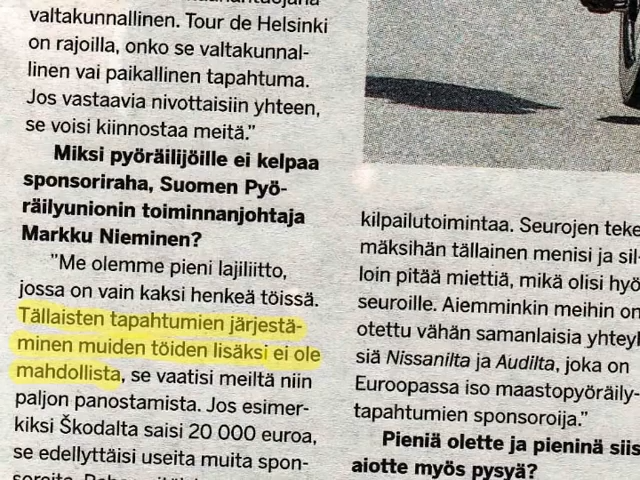 valtakunnallinen. Tour de Helsinki
on rajoilla, onko se valtakunnal-
linen vai paikallinen tapahtuma.
Jos vastaavia nivottaisiin yhteen,
se voisi kiinnostaa meitä."
Miksi pyöräilijöille ei kelpaa
sponsoriraha, Suomen Pyö-
räilyunionin toiminnanjohtaja
Markku Nieminen?
"Me olemme pieni lajiliitto,
jossa on vain kaksi henkeä töissä.
Tällaisten tapahtumien järjestä-
minen muiden töiden lisäksi ei ole
mahdollista, se vaatisi meiltä niin
paljon panostamista. Jos esimer-
kiksi Škodalta saisi 20 000 euroa,
se edellyttäisi useita muita spon-
kilpailutoimintaa. Seurojen teke
mäksihän tällainen menisi ja sil-
loin pitää miettiä, mikä olisi hyö
seuroille. Aiemminkin meihin on
otettu vähän samanlaisia yhtey
siä Nissanilta ja Audilta, joka on
Euroopassa iso maastopyöräily-
tapahtumien sponsoroija."
Pieniä olette ja pieninä siis
aiotte myös pysyä?